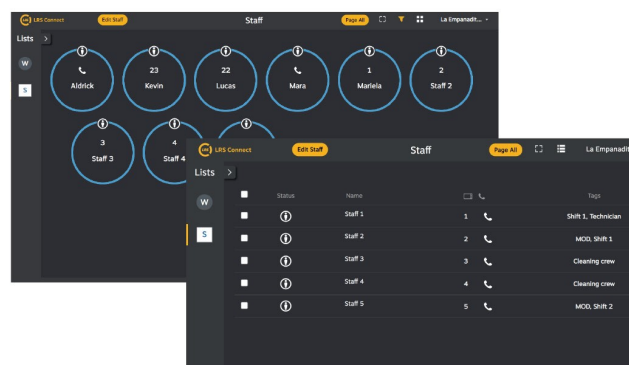 LRS LRS Connect Edit Staff Staff Page All La Empanadit...
Lists >
W
S
Aldrick
23
Kevin
22
Lucas
Mara
1
Mariela
2
Staff 2
3
Staff 3
4
Staff 4
LRS LRS Connect Edit Staff Staff Page All La Empanadit
Lists >
W
S
Status Name Tags
Staff 1 1 Shift 1, Technician
Staff 2 2 MOD, Shift 1
Staff 3 3 Cleaning crew
Staff 4 4 Cleaning crew
Staff 5 5 MOD, Shift 2